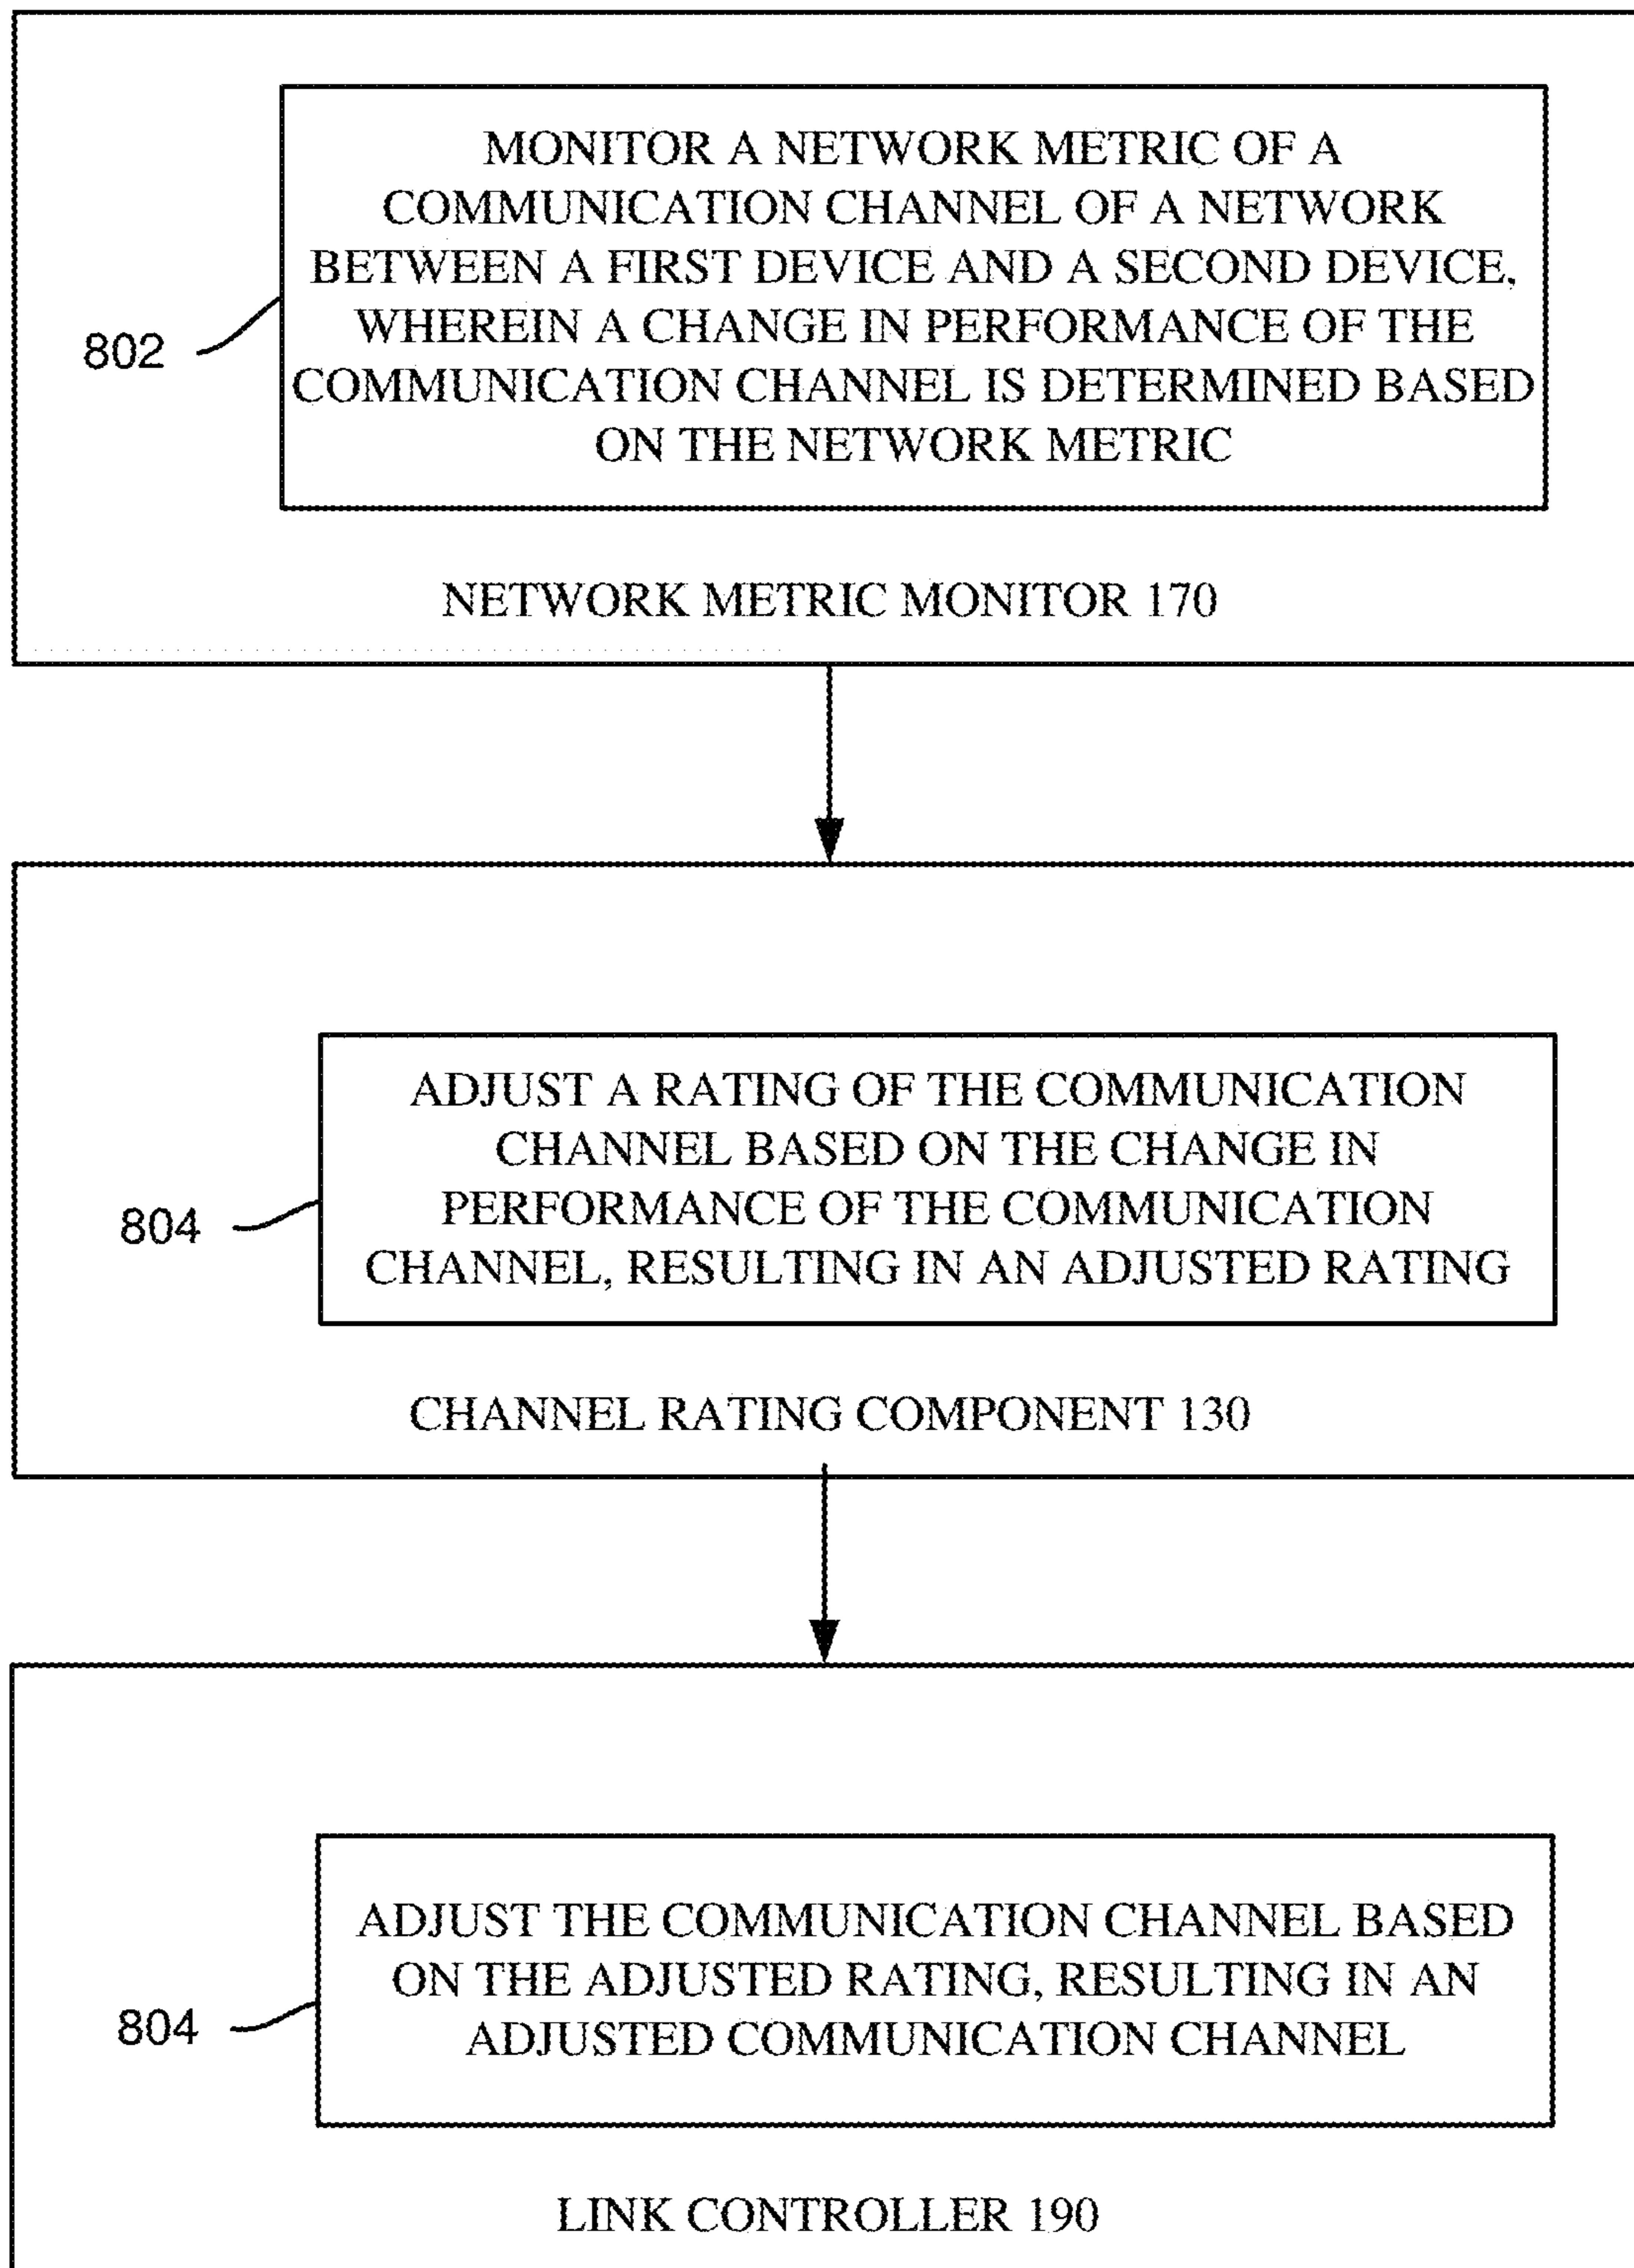 MONITOR A NETWORK METRIC OF A
COMMUNICATION CHANNEL OF A NETWORK
BETWEEN A FIRST DEVICE AND A SECOND DEVICE,
WHEREIN A CHANGE IN PERFORMANCE OF THE
COMMUNICATION CHANNEL IS DETERMINED BASED
ON THE NETWORK METRIC
802
NETWORK METRIC MONITOR 170
ADJUST A RATING OF THE COMMUNICATION
CHANNEL BASED ON THE CHANGE IN
PERFORMANCE OF THE COMMUNICATION
CHANNEL, RESULTING IN AN ADJUSTED RATING
804
CHANNEL RATING COMPONENT 130
ADJUST THE COMMUNICATION CHANNEL BASED
ON THE ADJUSTED RATING, RESULTING IN AN
ADJUSTED COMMUNICATION CHANNEL
804
LINK CONTROLLER 190